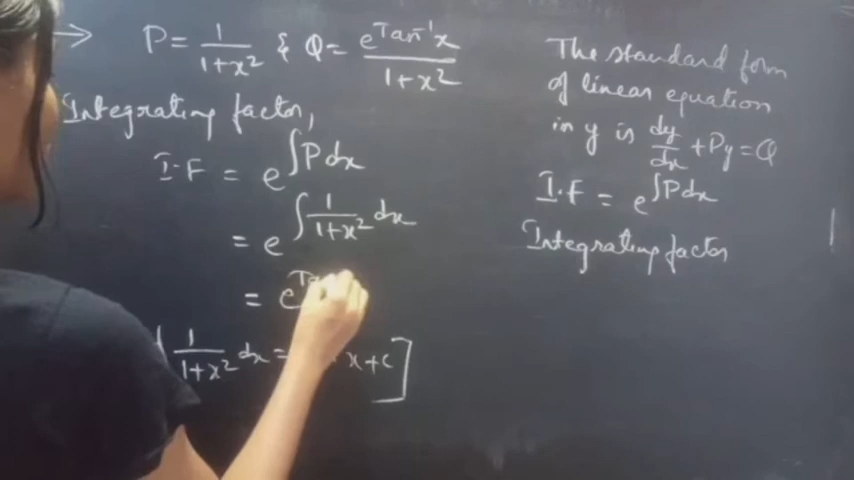 → P = 1/(1+x²) & Q = e^(Tan⁻¹x)/(1+x²)
Integrating factor,
I.F = e^(∫Pdx)
= e^(∫ 1/(1+x²) dx)
= e
1/(1+x²) dx = x+c]
The standard form
of linear equation
in y is dy/dx + Py = Q
I.F = e^(∫Pdx)
Integrating factor